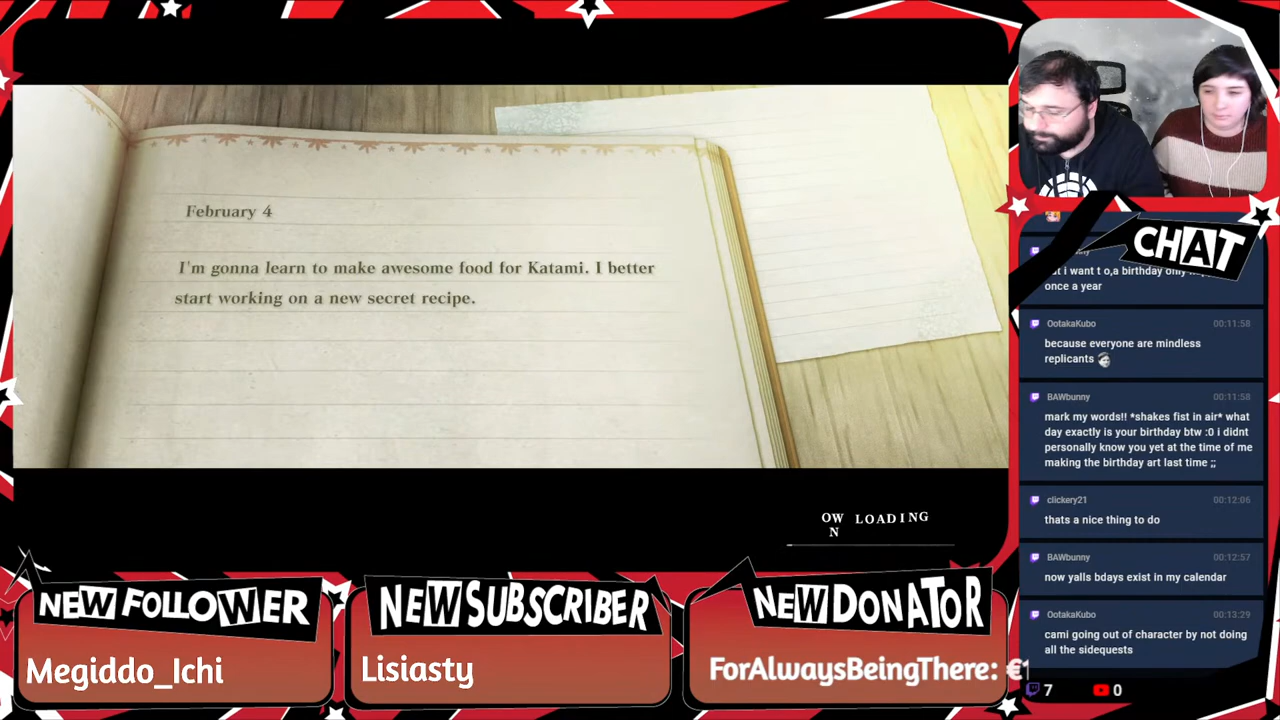 February 4
I'm gonna learn to make awesome food for Katami. I better
start working on a new secret recipe.
OW LOADING
N
NEW FOLLOWER
Megiddo_Ichi
NEW SUBSCRIBER
Lisiasty
NEW DONATOR
ForAlwaysBeingThere: €1
CHAT
i want t o,a birthday only
once a year
OotakaKubo 00:11:58
because everyone are mindless
replicants
BAWbunny 00:11:58
mark my words!! *shakes fist in air* what
day exactly is your birthday btw :0 i didnt
personally know you yet at the time of me
making the birthday art last time ;;
clickery21 00:12:06
thats a nice thing to do
BAWbunny 00:12:57
now yalls bdays exist in my calendar
OotakaKubo 00:13:29
cami going out of character by not doing
all the sidequests
7 0